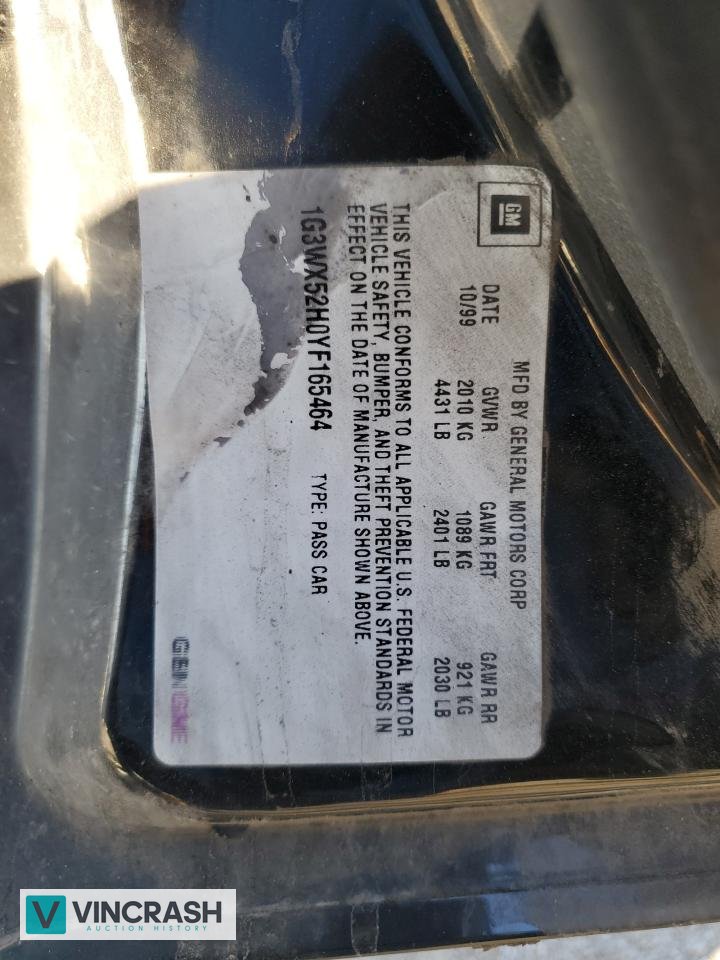 GM
MFD BY GENERAL MOTORS CORP
DATE GVWR GAWR FRT GAWR RR
10/99 2010 KG 1089 KG 921 KG
4431 LB 2401 LB 2030 LB
THIS VEHICLE CONFORMS TO ALL APPLICABLE U.S. FEDERAL MOTOR
VEHICLE SAFETY, BUMPER, AND THEFT PREVENTION STANDARDS IN
EFFECT ON THE DATE OF MANUFACTURE SHOWN ABOVE.
1G3WX52H0YF165464 TYPE: PASS CAR
V VINCRASH
AUCTION HISTORY